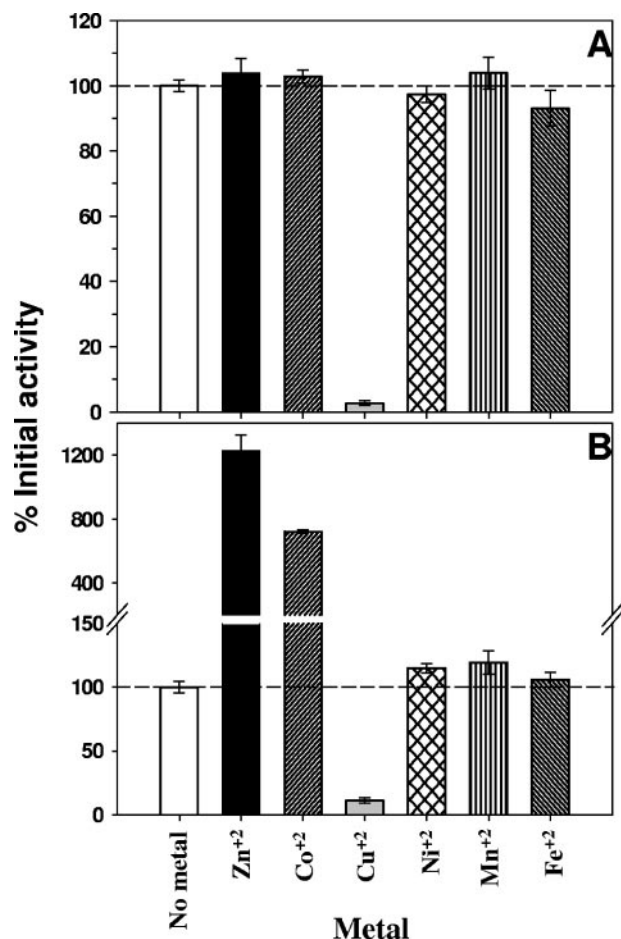 120
A
100
80
60
40
20
0
% Initial activity
B
1200
800
400
150
100
50
0
No metal
Zn+2
Co+2
Cu+2
Ni+2
Mn+2
Fe+2
Metal